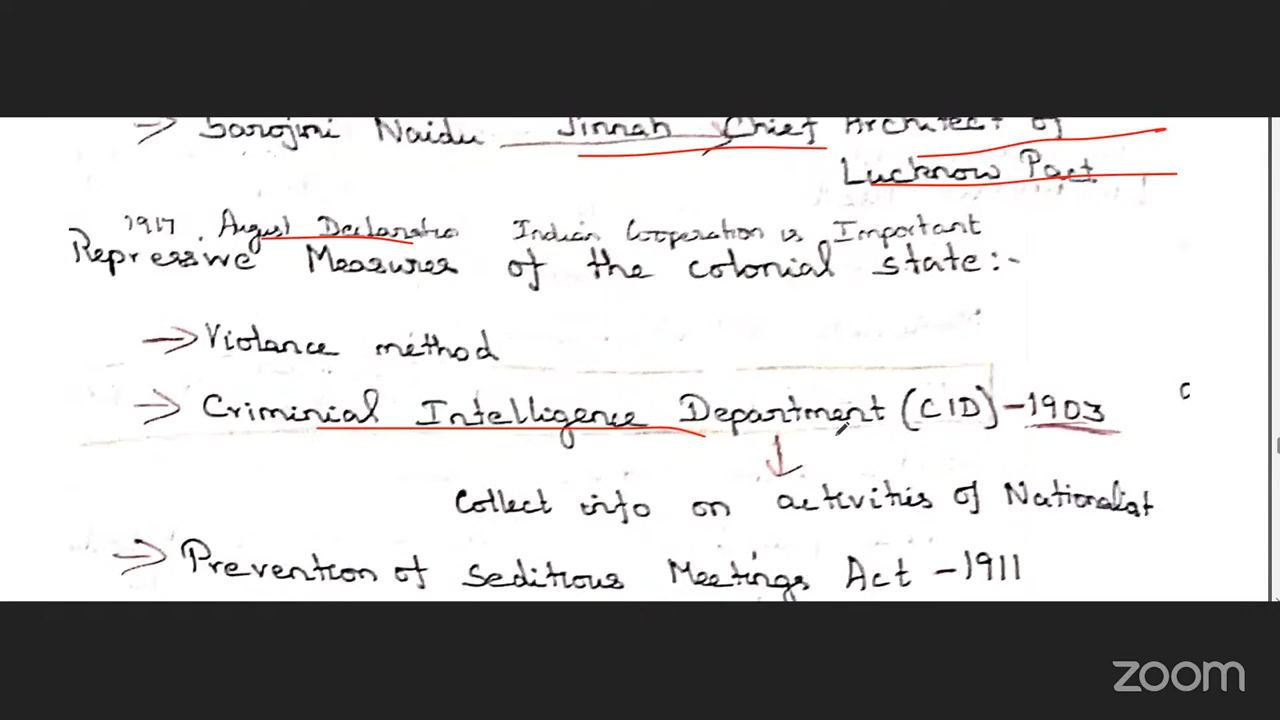 → Sarojini Naidu Jinnah Chief Architect of
Lucknow Pact
1917. August Declaratio Indian Cooperation is Important
Repressive Measures of the colonial state:-
→ Violance method
→ Criminial Intelligence Department (CID) - 1903
Collect info on activities of Nationalist
→ Prevention of Seditious Meetings Act - 1911
zoom